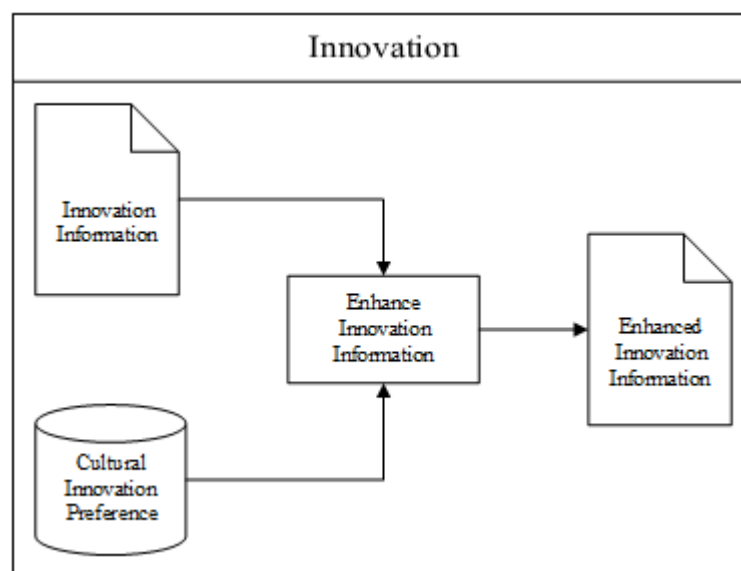 Innovation
Innovation
Information
Enhance
Innovation
Information
Enhanced
Innovation
Information
Cultural
Innovation
Preference